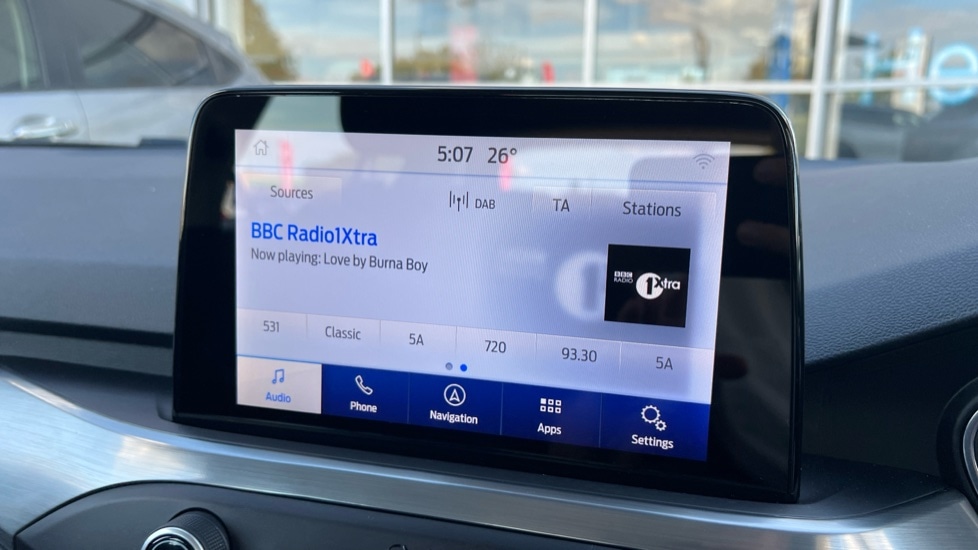 5:07 26°
Sources DAB TA Stations
BBC Radio1Xtra
Now playing: Love by Burna Boy
BBC
RADIO 1Xtra
531 Classic 5A 720 93.30 5A
Audio Phone Navigation Apps Settings